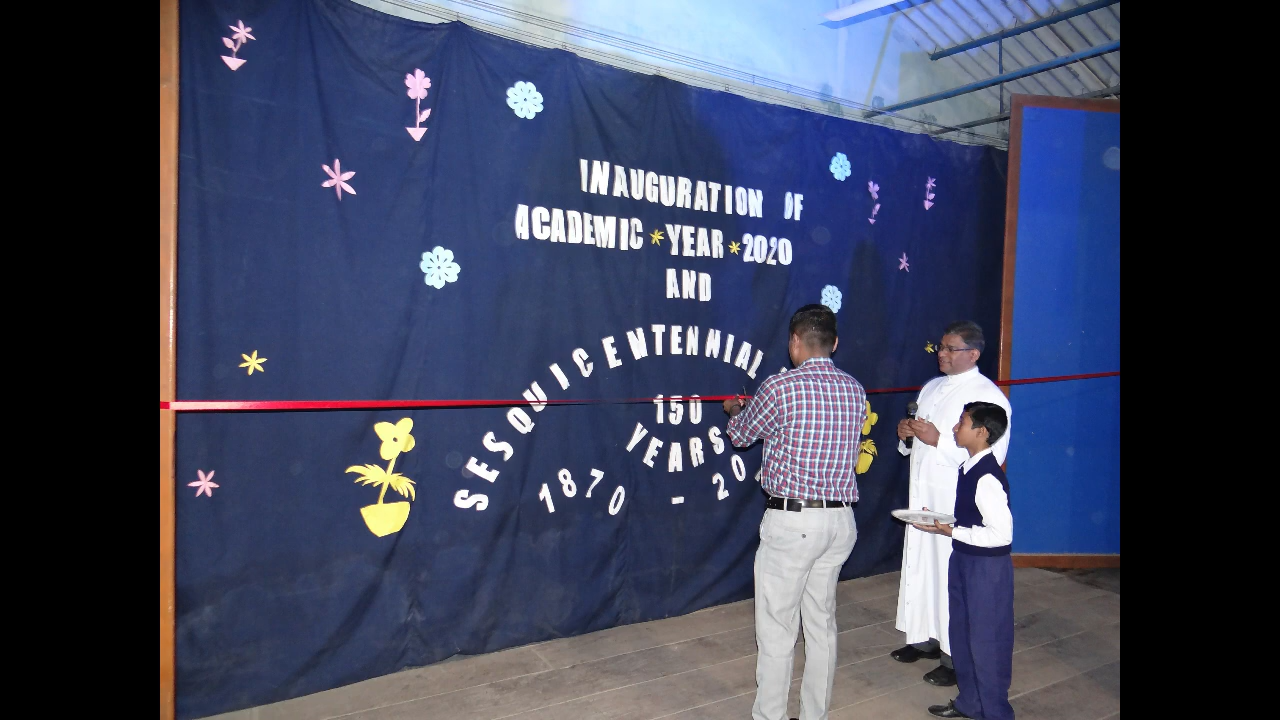 INAUGURATION OF
ACADEMIC YEAR 2020
AND
SESQUICENTENNIAL
150
YEARS
1870 - 20